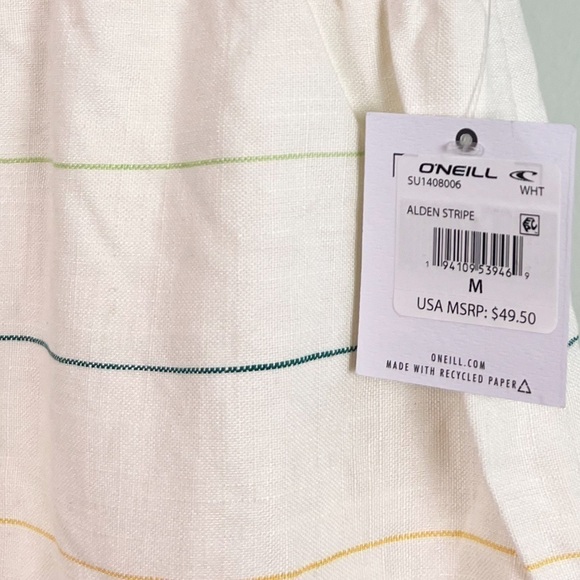 O'NEILL
SU1408006 WHT
ALDEN STRIPE
1 94109 53946 9
M
USA MSRP: $49.50
ONEILL.COM
MADE WITH RECYCLED PAPER